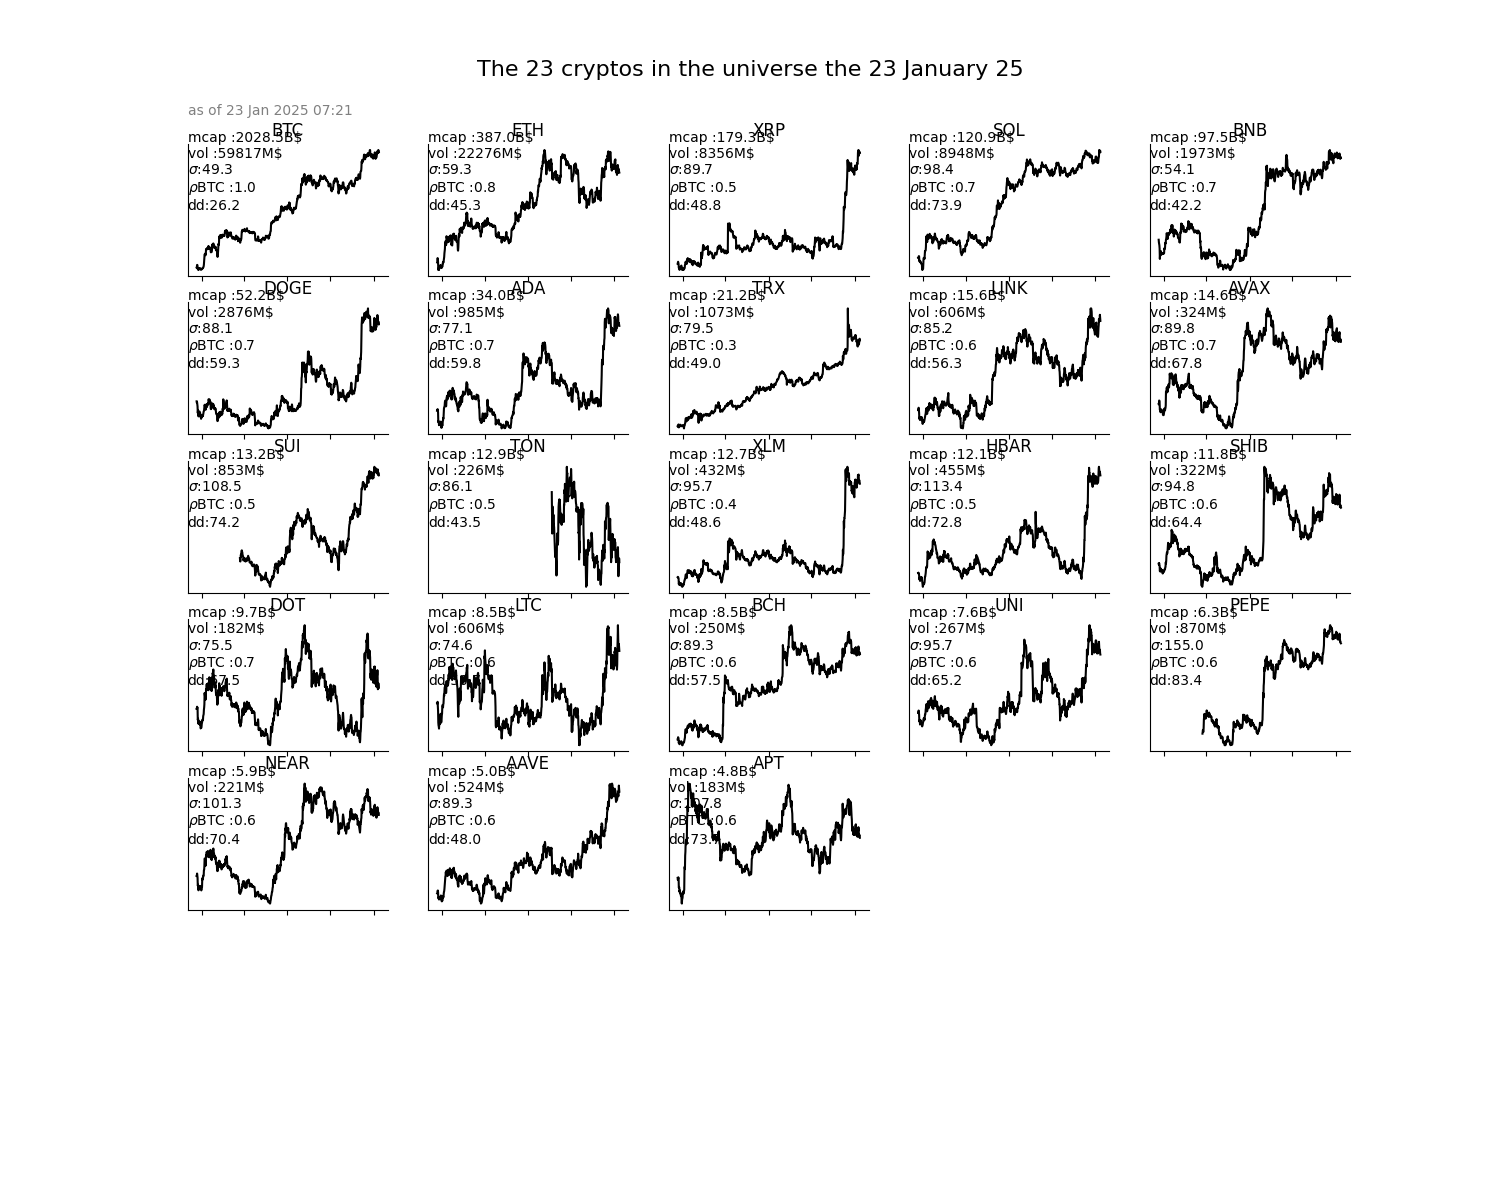 The 23 cryptos in the universe the 23 January 25
as of 23 Jan 2025 07:21
BTC
mcap :2028.5B$
vol :59817M$
σ:49.3
ρBTC :1.0
dd:26.2
ETH
mcap :387.0B$
vol :22276M$
σ:59.3
ρBTC :0.8
dd:45.3
XRP
mcap :179.3B$
vol :8356M$
σ:89.7
ρBTC :0.5
dd:48.8
SOL
mcap :120.9B$
vol :8948M$
σ:98.4
ρBTC :0.7
dd:73.9
BNB
mcap :97.5B$
vol :1973M$
σ:54.1
ρBTC :0.7
dd:42.2
DOGE
mcap :52.2B$
vol :2876M$
σ:88.1
ρBTC :0.7
dd:59.3
ADA
mcap :34.0B$
vol :985M$
σ:77.1
ρBTC :0.7
dd:59.8
TRX
mcap :21.2B$
vol :1073M$
σ:79.5
ρBTC :0.3
dd:49.0
LINK
mcap :15.6B$
vol :606M$
σ:85.2
ρBTC :0.6
dd:56.3
AVAX
mcap :14.6B$
vol :324M$
σ:89.8
ρBTC :0.7
dd:67.8
SUI
mcap :13.2B$
vol :853M$
σ:108.5
ρBTC :0.5
dd:74.2
TON
mcap :12.9B$
vol :226M$
σ:86.1
ρBTC :0.5
dd:43.5
XLM
mcap :12.7B$
vol :432M$
σ:95.7
ρBTC :0.4
dd:48.6
HBAR
mcap :12.1B$
vol :455M$
σ:113.4
ρBTC :0.5
dd:72.8
SHIB
mcap :11.8B$
vol :322M$
σ:94.8
ρBTC :0.6
dd:64.4
DOT
mcap :9.7B$
vol :182M$
σ:75.5
ρBTC :0.7
dd:67.5
LTC
mcap :8.5B$
vol :606M$
σ:74.6
ρBTC :0.6
BCH
mcap :8.5B$
vol :250M$
σ:89.3
ρBTC :0.6
dd:57.5
UNI
mcap :7.6B$
vol :267M$
σ:95.7
ρBTC :0.6
dd:65.2
PEPE
mcap :6.3B$
vol :870M$
σ:155.0
ρBTC :0.6
dd:83.4
NEAR
mcap :5.9B$
vol :221M$
σ:101.3
ρBTC :0.6
dd:70.4
AAVE
mcap :5.0B$
vol :524M$
σ:89.3
ρBTC :0.6
dd:48.0
APT
mcap :4.8B$
vol :183M$
σ:107.8
ρBTC :0.6